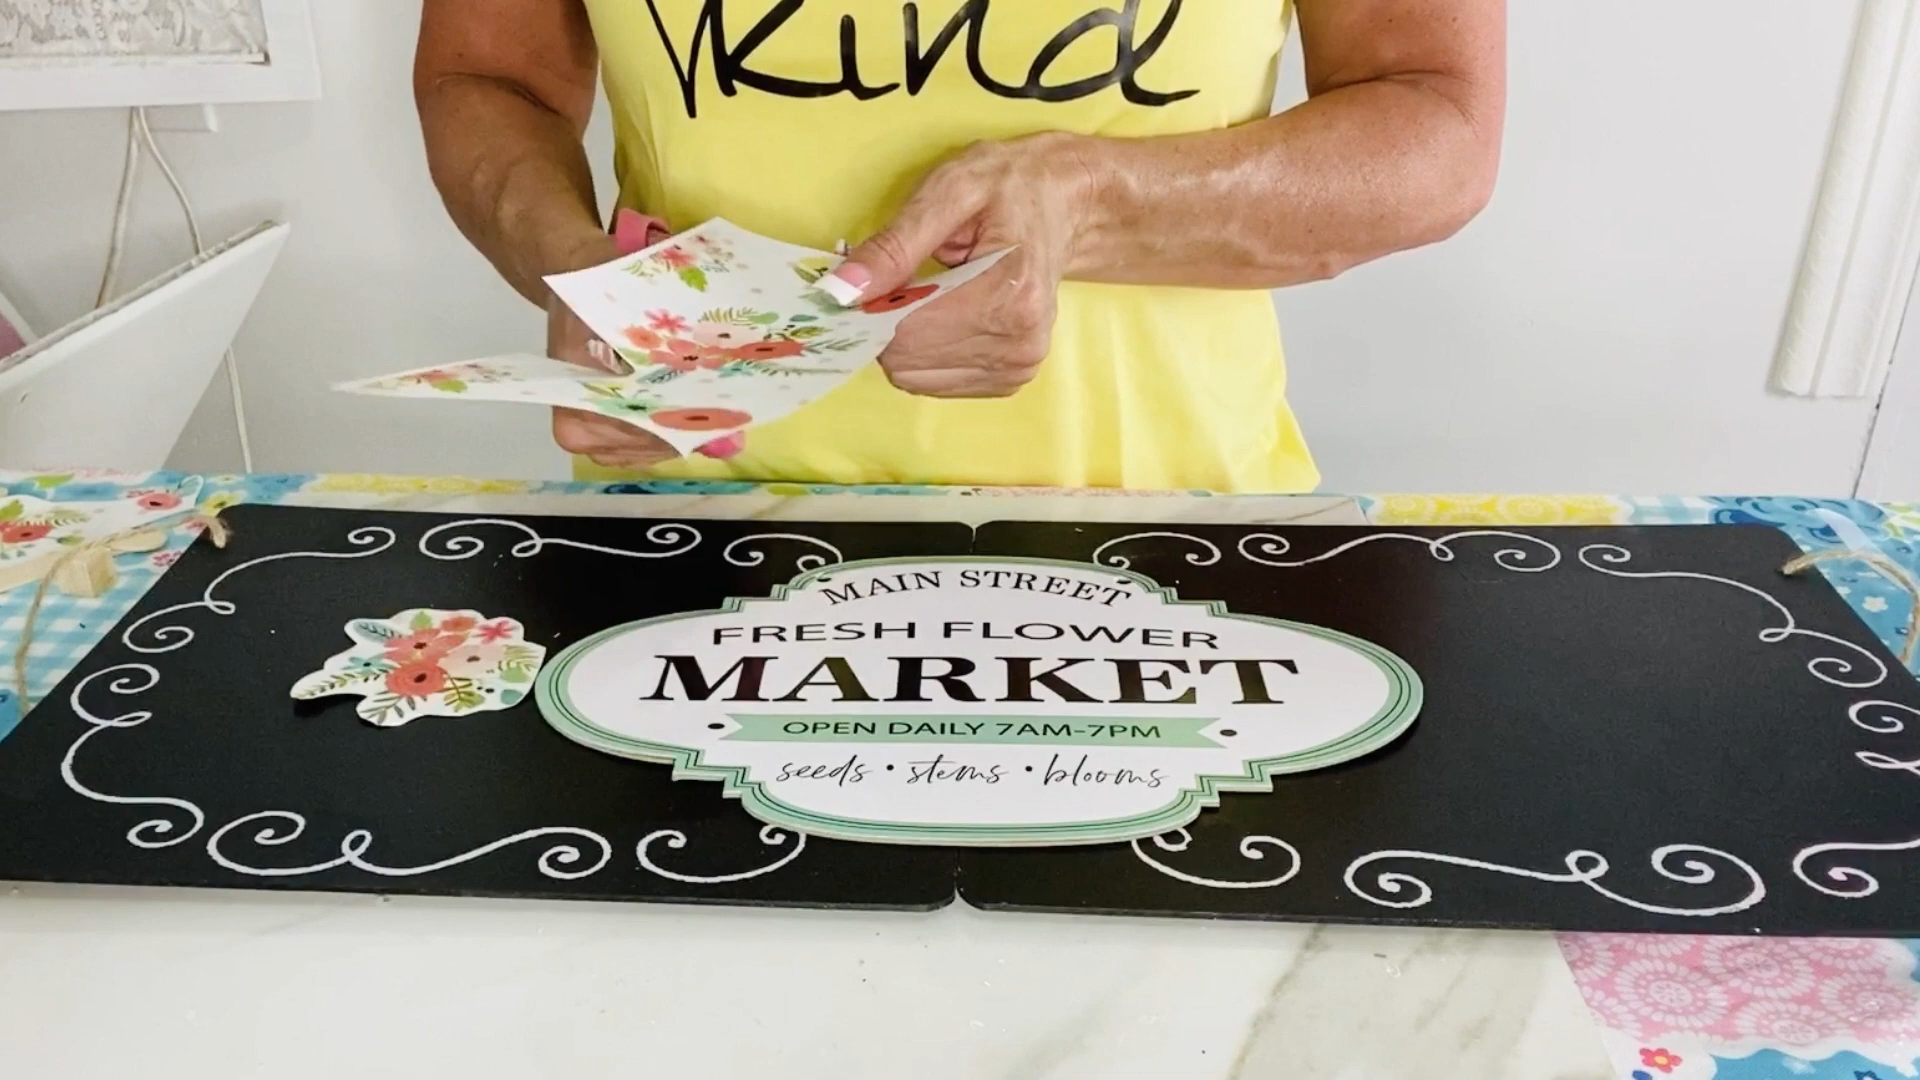 kind
MAIN STREET
FRESH FLOWER
MARKET
OPEN DAILY 7AM-7PM
seeds • stems • blooms